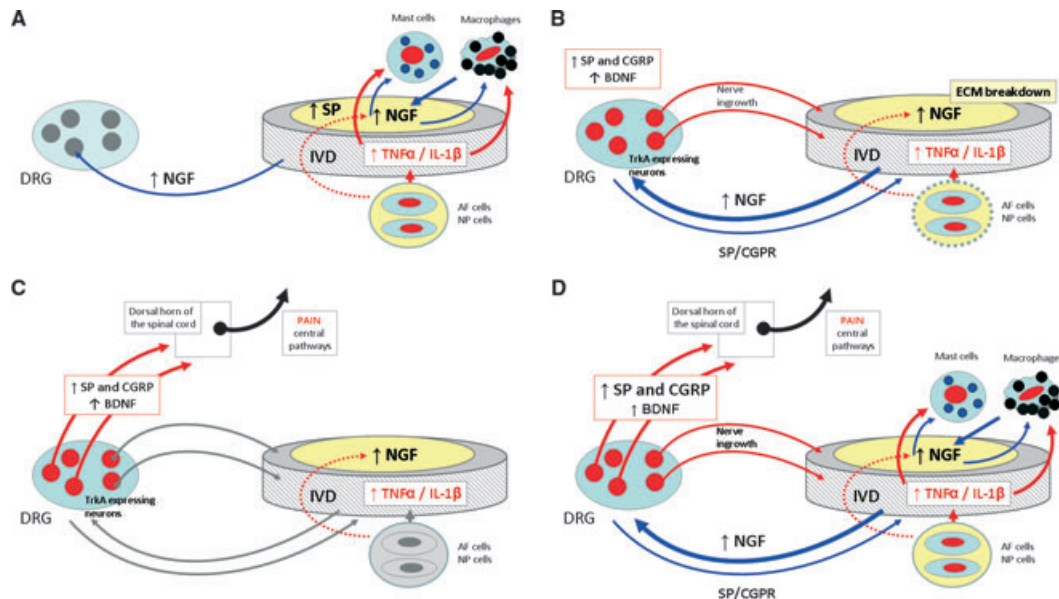 A
Mast cells
Macrophages
↑ SP
↑ NGF
IVD
↑ TNFα / IL-1β
DRG
↑ NGF
AF cells
NP cells
B
↑ SP and CGRP
↑ BDNF
Nerve
ingrowth
ECM breakdown
↑ NGF
TrkA expressing
neurons
IVD
↑ TNFα / IL-1β
DRG
↑ NGF
AF cells
NP cells
SP/CGPR
C
Dorsal horn of
the spinal cord
PAIN
central
pathways
↑ SP and CGRP
↑ BDNF
↑ NGF
TrkA expressing
neurons
IVD
↑ TNFα / IL-1β
DRG
AF cells
NP cells
D
Dorsal horn of
the spinal cord
PAIN
central
pathways
Mast cells
Macrophage
↑ SP and CGRP
↑ BDNF
Nerve
ingrowth
↑ NGF
IVD
↑ TNFα / IL-1β
DRG
↑ NGF
AF cells
NP cells
SP/CGPR